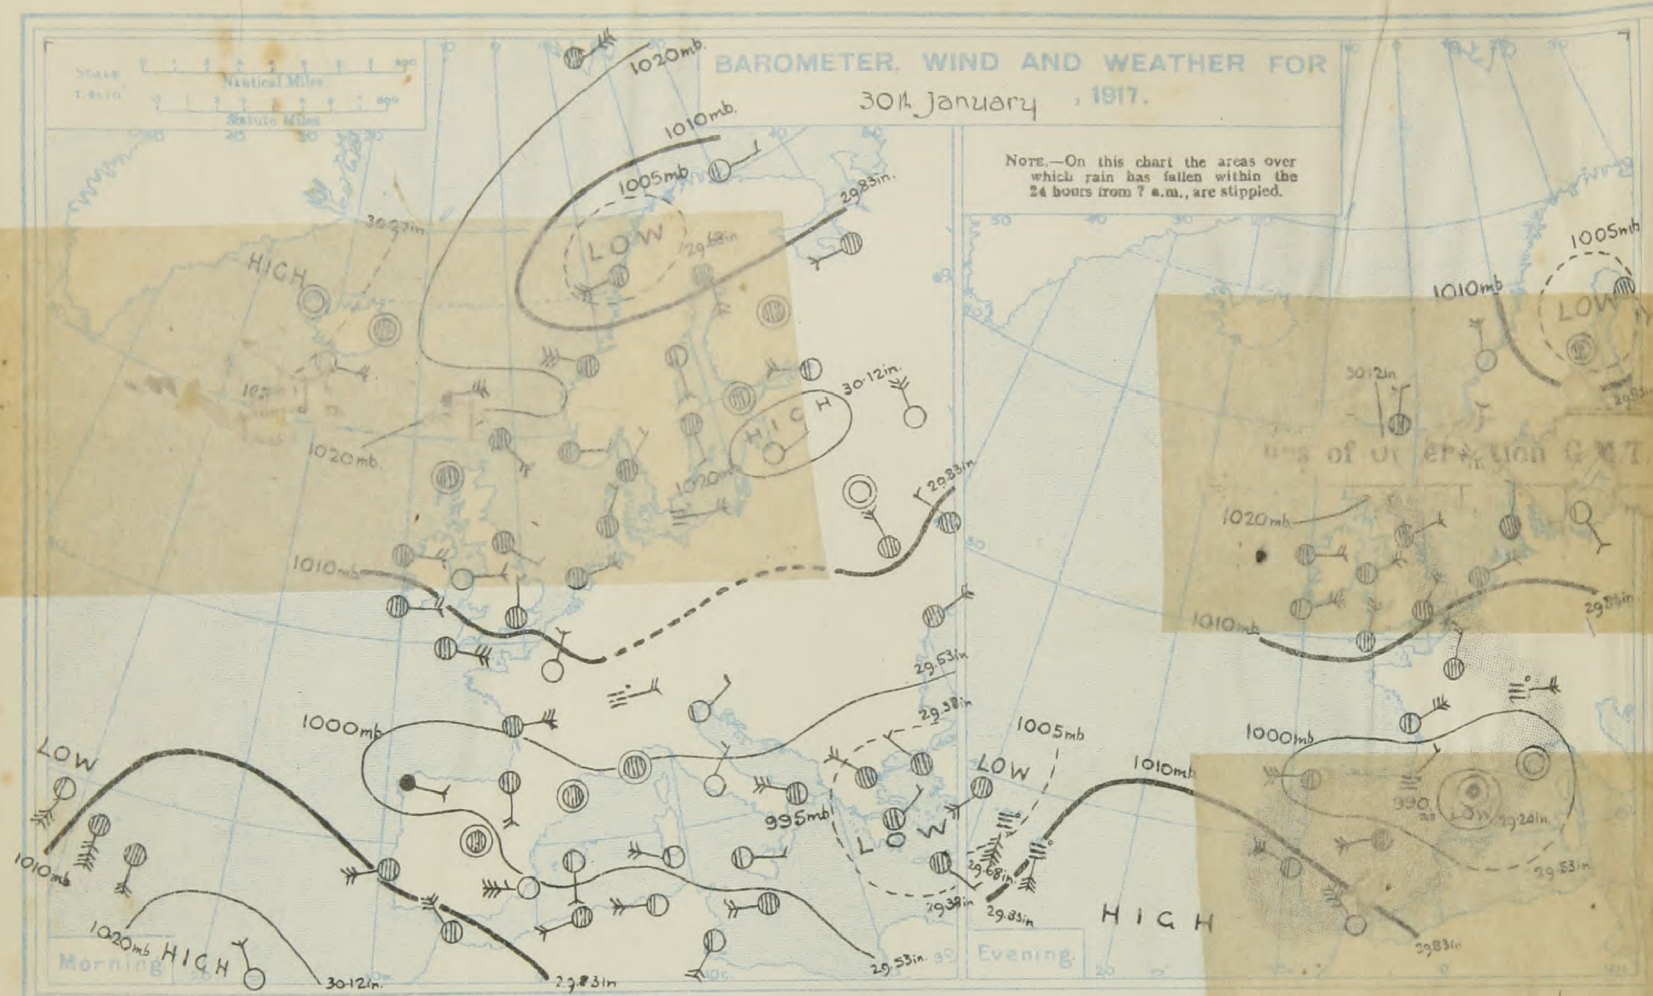 Nautical Miles
Statute Miles
BAROMETER, WIND AND WEATHER FOR
30th January, 1917.
NOTE.—On this chart the areas over
which rain has fallen within the
24 hours from 7 a.m., are stippled.
1020mb.
1010mb.
1005mb
29.83in.
LOW
29.68in
HIGH
1020mb.
HIGH
30.12in.
1020mb
29.83in
1010mb
1000mb
29.53in
29.38in
LOW
1010mb
995mb
LOW
29.38in
1020mb
HIGH
30.12in.
29.83in
29.53in.
Morning
1005mb
1010mb
LOW
30.12in
29.83in
1020mb
1010mb
1005mb
LOW
1010mb
1000mb
990
LOW
29.53in
29.68in.
29.83in.
HIGH
29.83in
Evening.